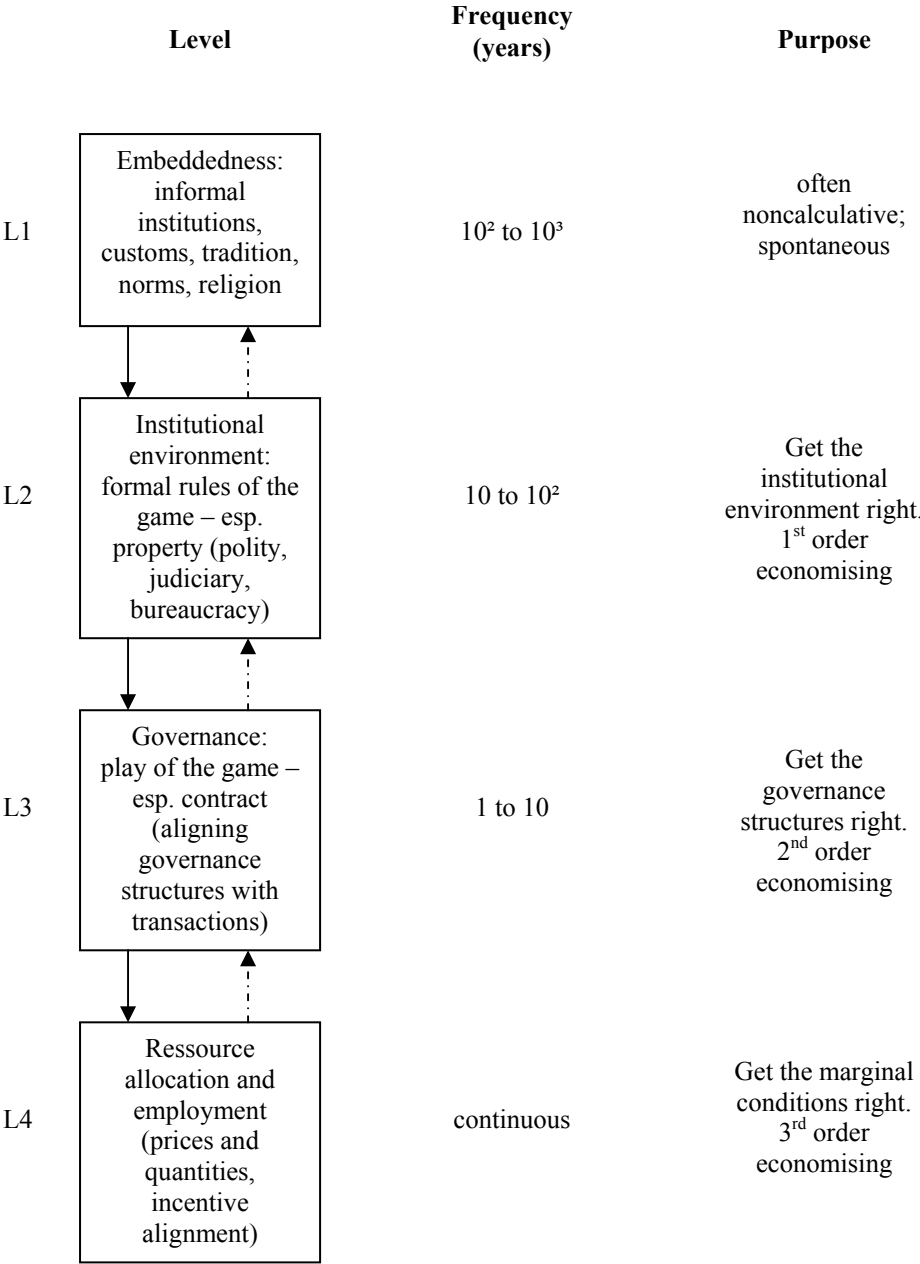 Level
Frequency
(years)
Purpose
L1
Embeddedness:
informal
institutions,
customs, tradition,
norms, religion
10² to 10³
often
noncalculative;
spontaneous
L2
Institutional
environment:
formal rules of the
game – esp.
property (polity,
judiciary,
bureaucracy)
10 to 10²
Get the
institutional
environment right.
1st order
economising
L3
Governance:
play of the game –
esp. contract
(aligning
governance
structures with
transactions)
1 to 10
Get the
governance
structures right.
2nd order
economising
L4
Ressource
allocation and
employment
(prices and
quantities,
incentive
alignment)
continuous
Get the marginal
conditions right.
3rd order
economising